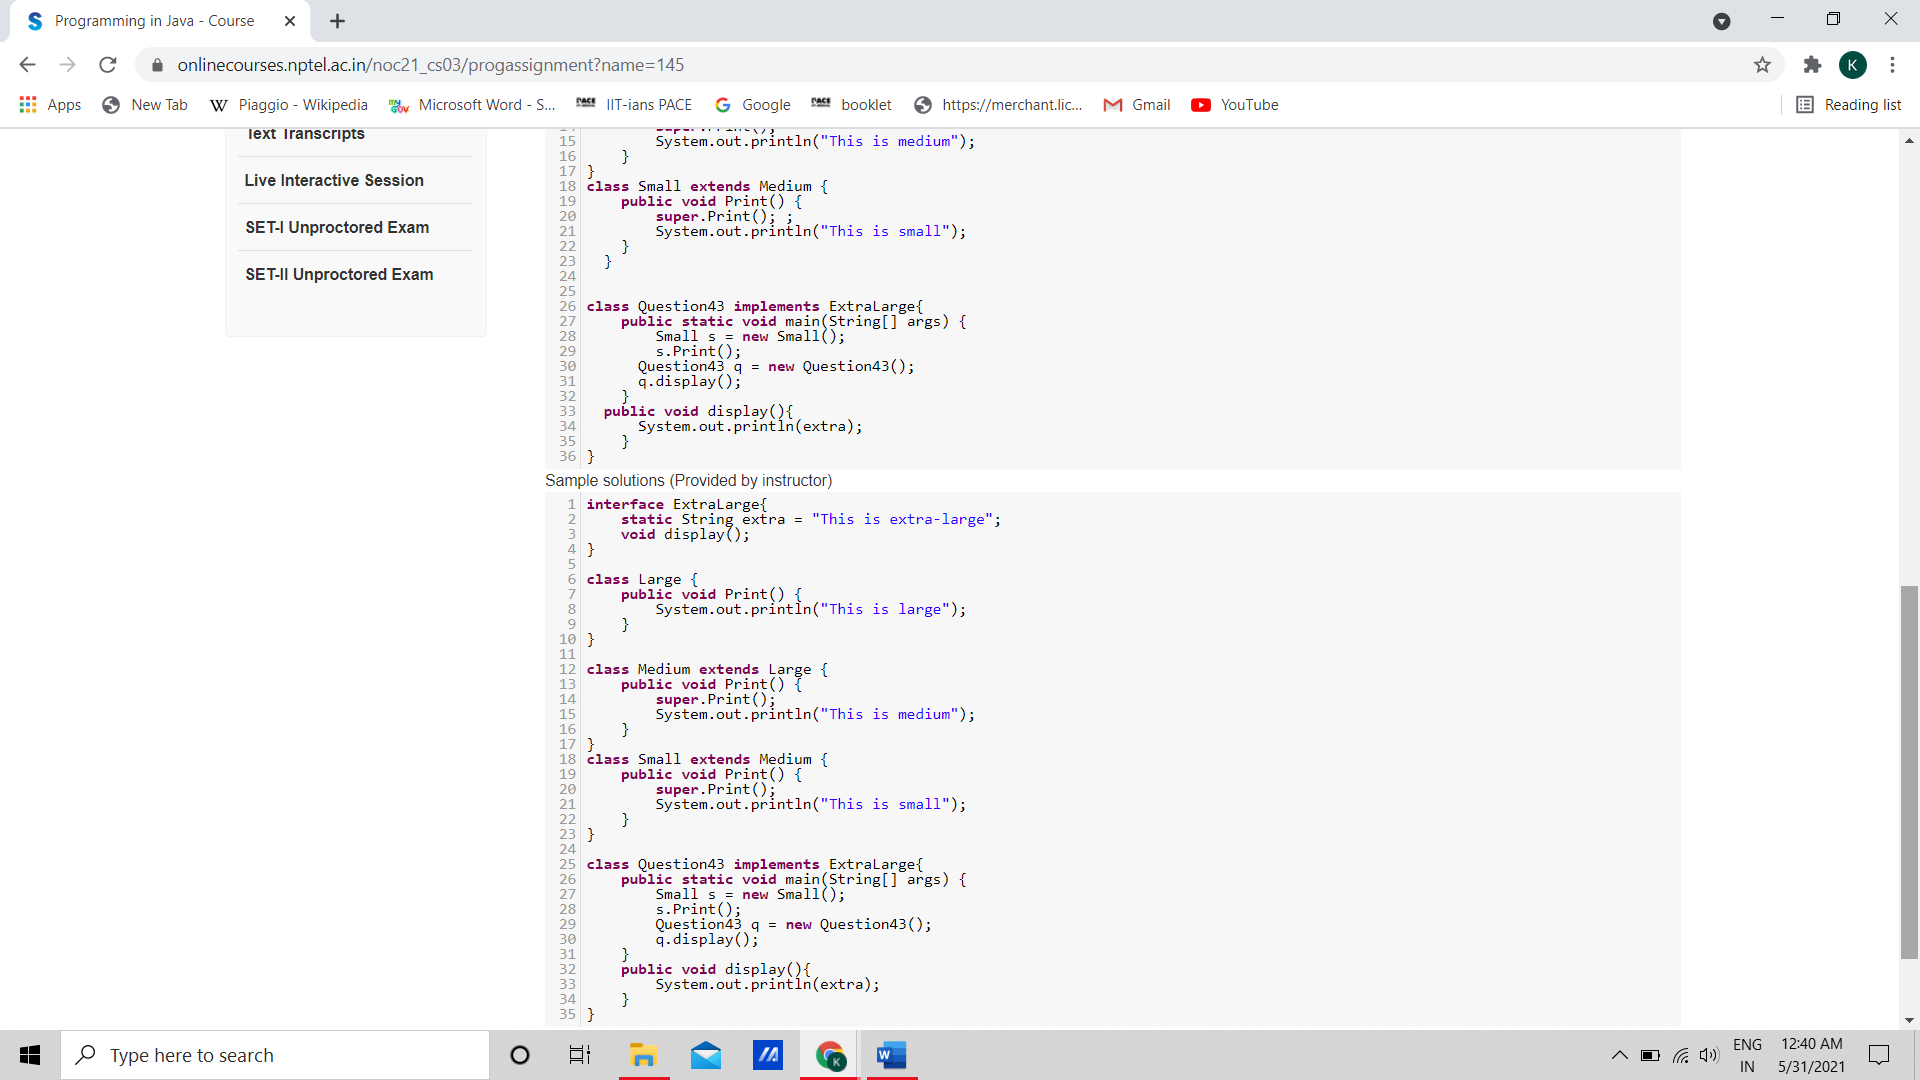 Programming in Java - Course
onlinecourses.nptel.ac.in/noc21_cs03/progassignment?name=145
K
Apps
New Tab
W Piaggio - Wikipedia
Microsoft Word - S...
PACE IIT-ians PACE
G Google
PACE booklet
https://merchant.lic...
Gmail
YouTube
Reading list
Text Transcripts
Live Interactive Session
SET-I Unproctored Exam
SET-II Unproctored Exam
14 super.Print();
15 System.out.println("This is medium");
16 }
17 }
18 class Small extends Medium {
19 public void Print() {
20 super.Print(); ;
21 System.out.println("This is small");
22 }
23 }
24
25
26 class Question43 implements ExtraLarge{
27 public static void main(String[] args) {
28 Small s = new Small();
29 s.Print();
30 Question43 q = new Question43();
31 q.display();
32 }
33 public void display(){
34 System.out.println(extra);
35 }
36 }
Sample solutions (Provided by instructor)
1 interface ExtraLarge{
2 static String extra = "This is extra-large";
3 void display();
4 }
5
6 class Large {
7 public void Print() {
8 System.out.println("This is large");
9 }
10 }
11
12 class Medium extends Large {
13 public void Print() {
14 super.Print();
15 System.out.println("This is medium");
16 }
17 }
18 class Small extends Medium {
19 public void Print() {
20 super.Print();
21 System.out.println("This is small");
22 }
23 }
24
25 class Question43 implements ExtraLarge{
26 public static void main(String[] args) {
27 Small s = new Small();
28 s.Print();
29 Question43 q = new Question43();
30 q.display();
31 }
32 public void display(){
33 System.out.println(extra);
34 }
35 }
Type here to search
K
W
ENG
IN
12:40 AM
5/31/2021